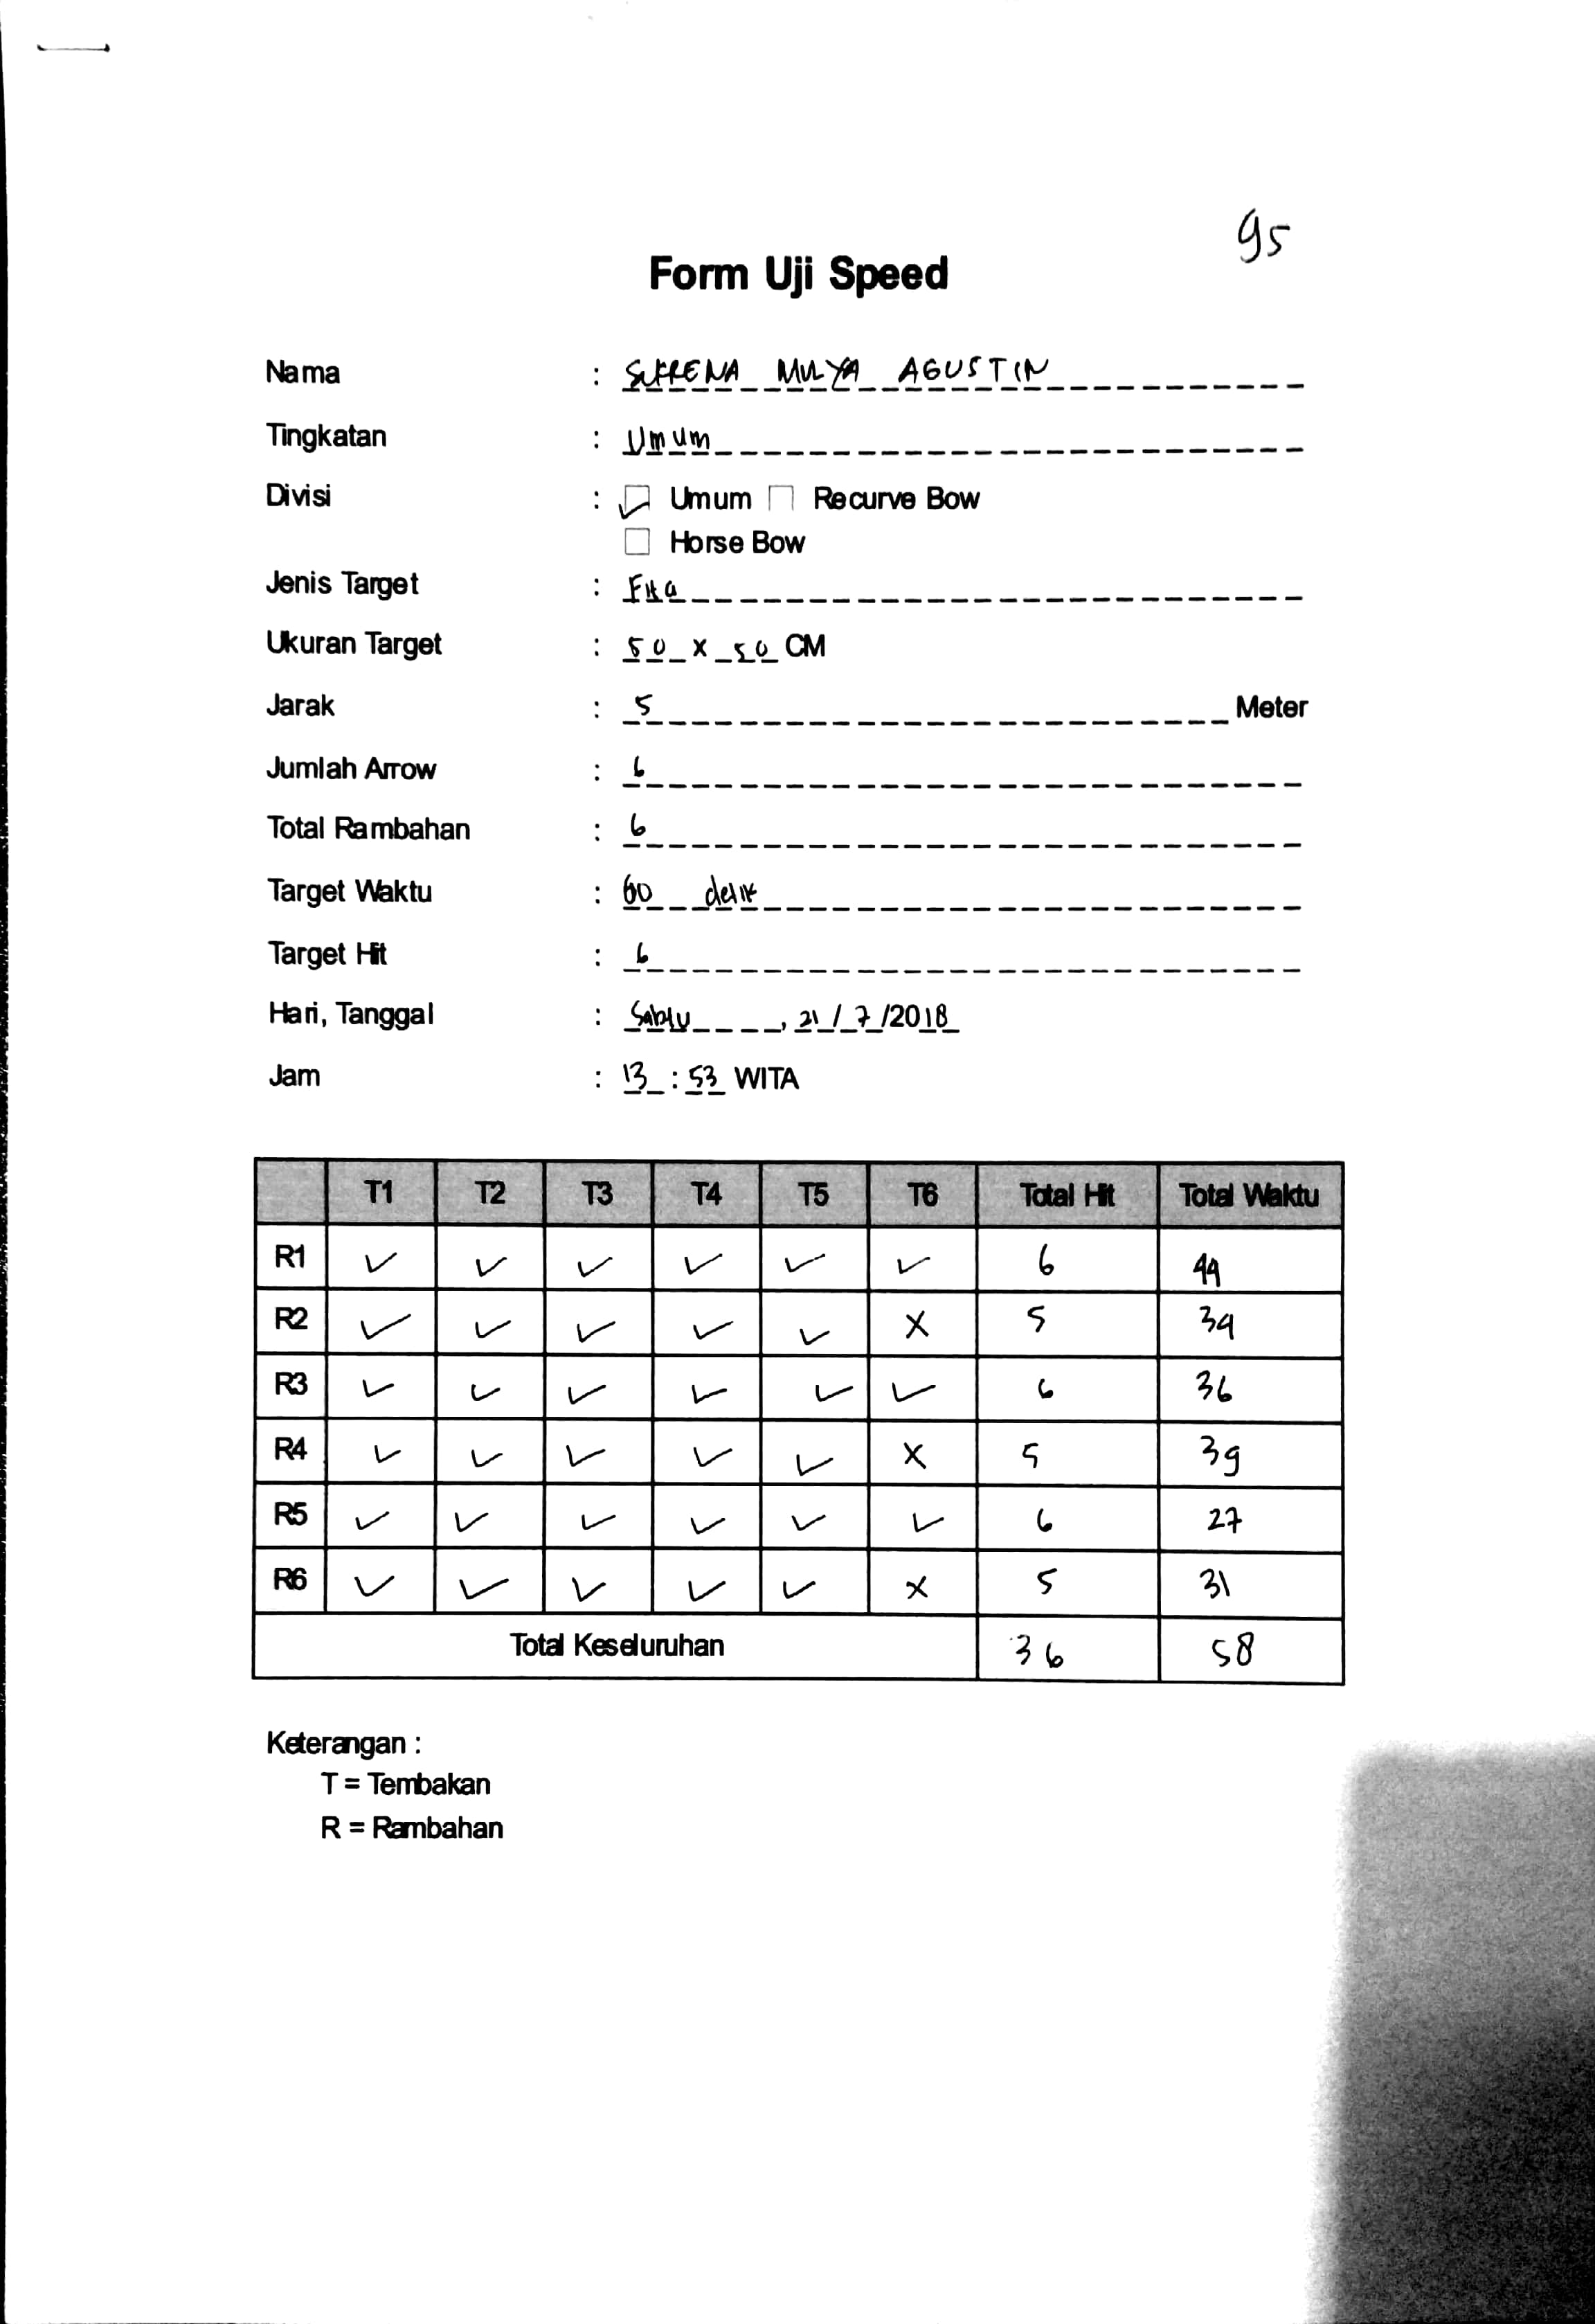 95
Form Uji Speed
Nama : MULYA AGUSTIN
Tingkatan : Umum
Divisi : Umum Recurve Bow
Horse Bow
Jenis Target : Fita
Ukuran Target : 50 x 50 CM
Jarak : 5 Meter
Jumlah Arrow : 6
Total Rambahan : 6
Target Waktu : 60 detik
Target Hit : 6
Hari, Tanggal : Sabtu, 21/7/2018
Jam : 13:53 WITA
T1 T2 T3 T4 T5 T6 Total Hit Total Waktu
R1 ✓ ✓ ✓ ✓ ✓ ✓ 6 44
R2 ✓ ✓ ✓ ✓ ✓ X 5 34
R3 ✓ ✓ ✓ ✓ ✓ ✓ 6 36
R4 ✓ ✓ ✓ ✓ ✓ X 5 39
R5 ✓ ✓ ✓ ✓ ✓ ✓ 6 27
R6 ✓ ✓ ✓ ✓ ✓ X 5 31
Total Keseluruhan 36 58
Keterangan :
T = Tembakan
R = Rambahan